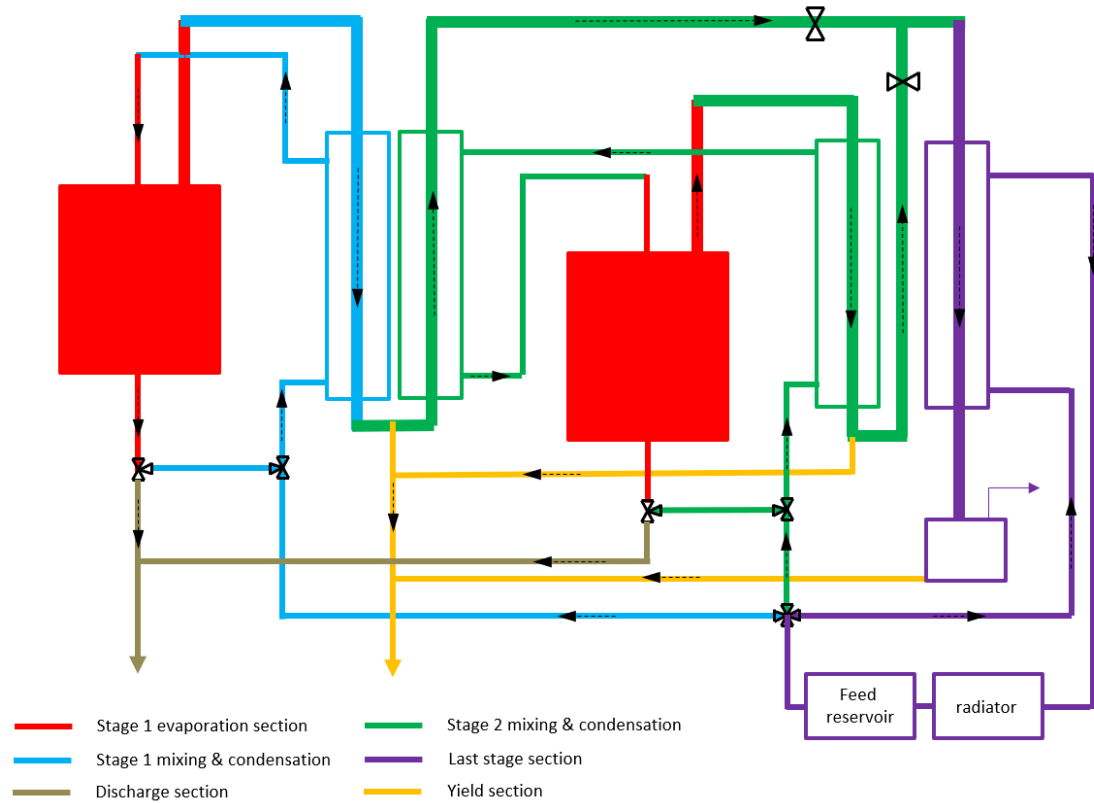 Feed
reservoir
radiator
Stage 1 evaporation section
Stage 2 mixing & condensation
Stage 1 mixing & condensation
Last stage section
Discharge section
Yield section